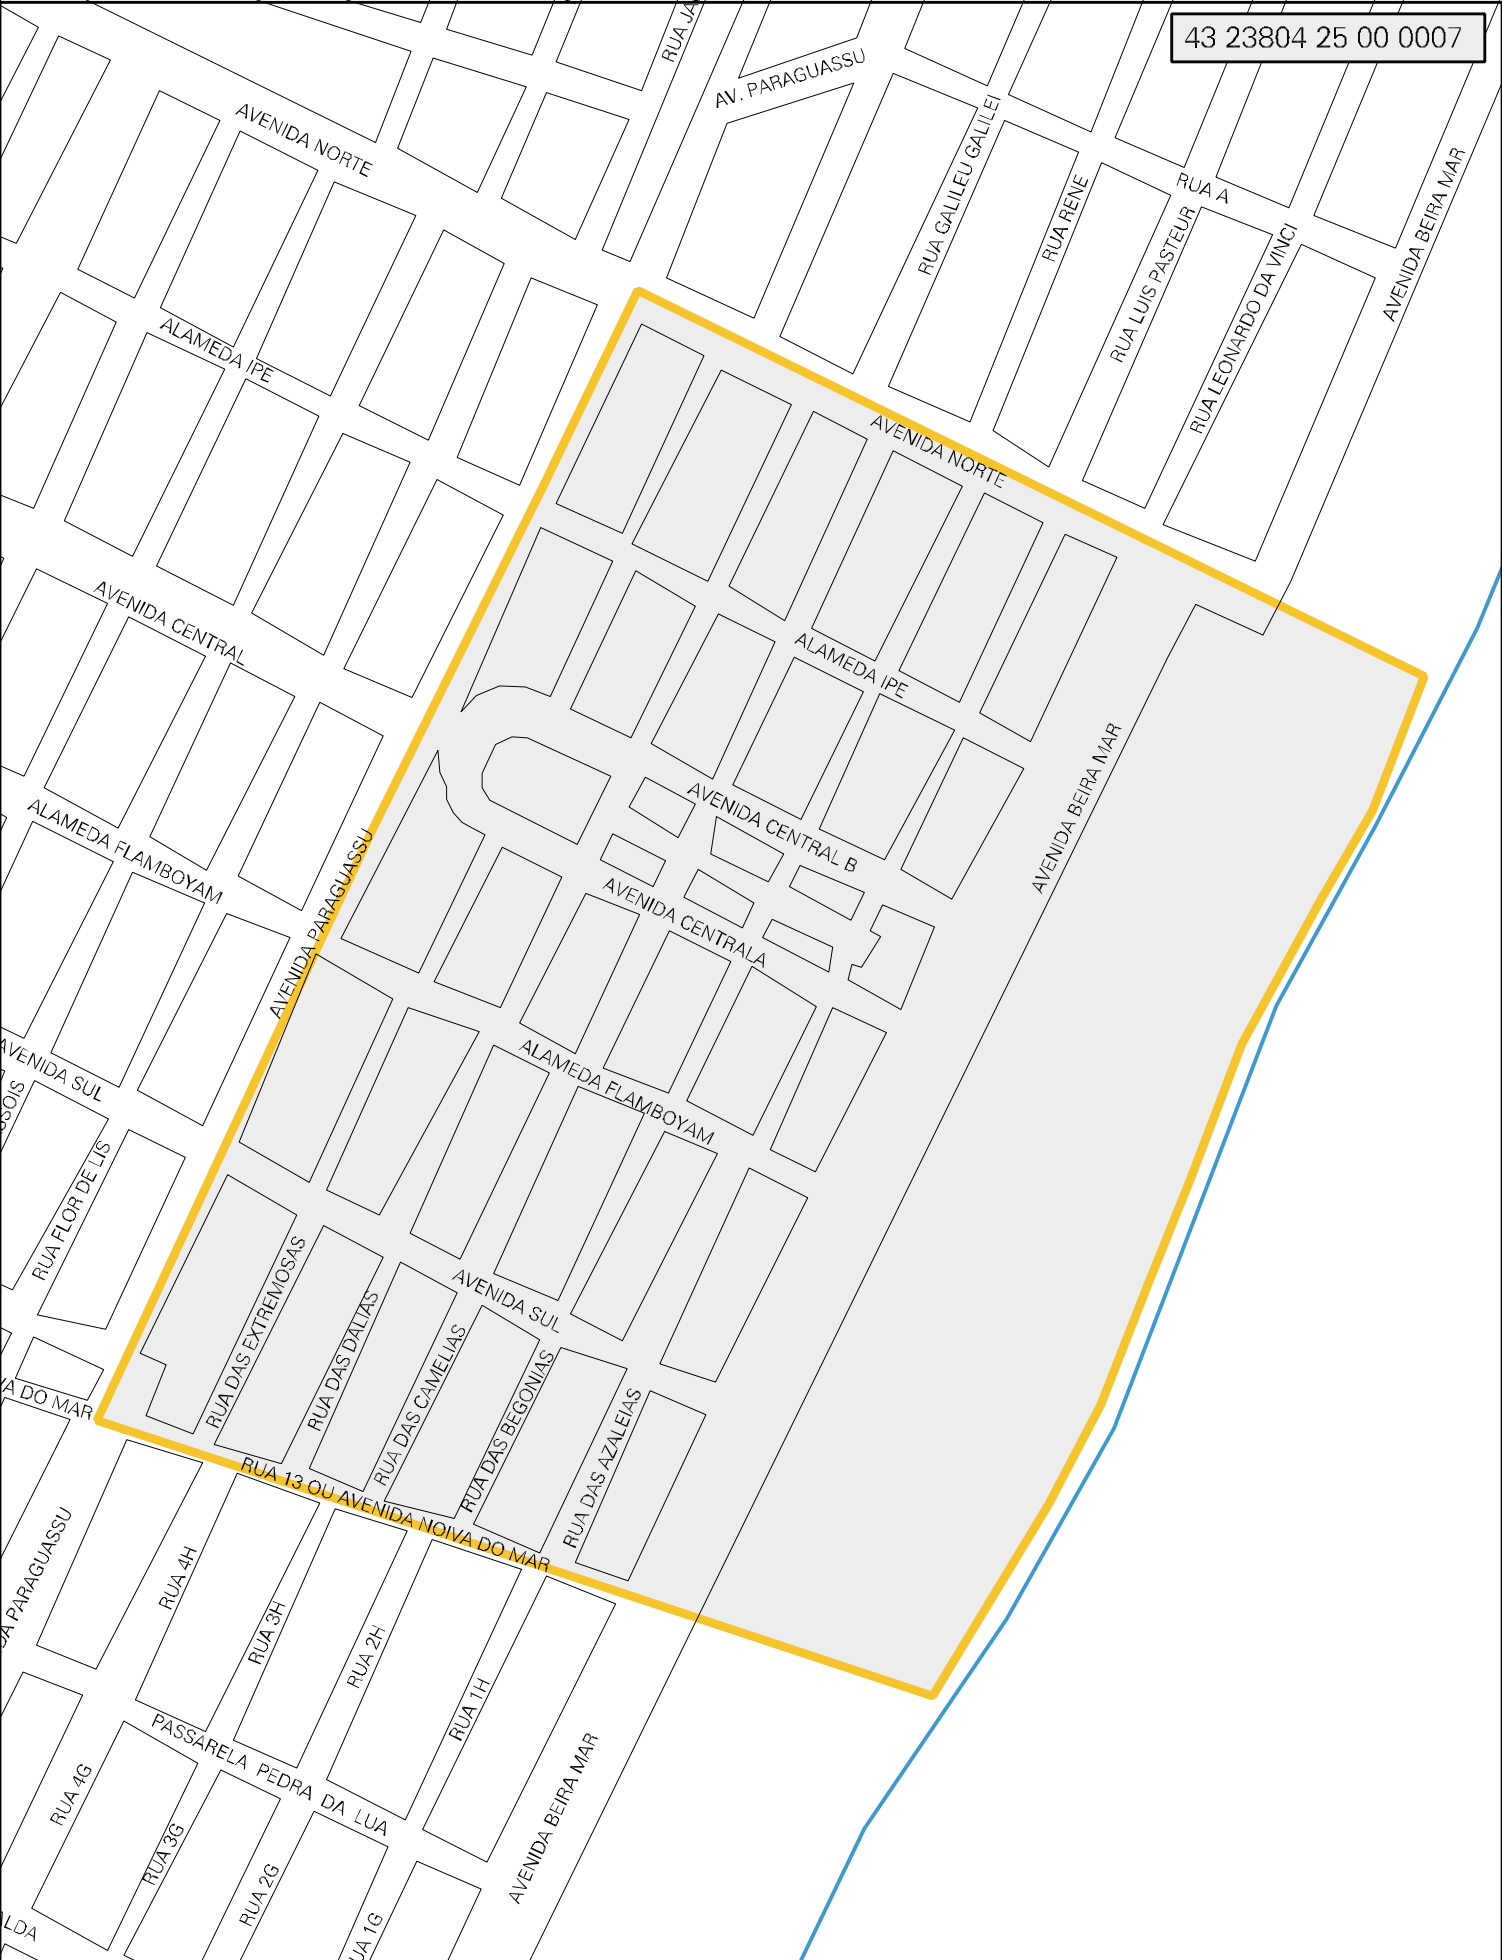 43 23804 25 00 0007
AV. PARAGUASSU
AVENIDA NORTE
RUA GALILEU GALILEI
RUA RENE
RUA A
RUA LUIS PASTEUR
RUA LEONARDO DA VINCI
AVENIDA BEIRA MAR
ALAMEDA IPE
AVENIDA NORTE
AVENIDA CENTRAL
ALAMEDA IPE
AVENIDA BEIRA MAR
ALAMEDA FLAMBOYAM
AVENIDA CENTRAL B
AVENIDA PARAGUASSU
AVENIDA CENTRALA
AVENIDA SUL
ALAMEDA FLAMBOYAM
RUA FLOR DE LIS
AVENIDA SUL
RUA DAS EXTREMOSAS
RUA DAS DALIAS
RUA DAS CAMELIAS
RUA DAS BEGONIAS
RUA DAS AZALEIAS
DO MAR
RUA 13 OU AVENIDA NOIVA DO MAR
PARAGUASSU
RUA 4H
RUA 3H
RUA 2H
RUA 1H
PASSARELA PEDRA DA LUA
AVENIDA BEIRA MAR
RUA 4G
RUA 3G
RUA 2G
1G